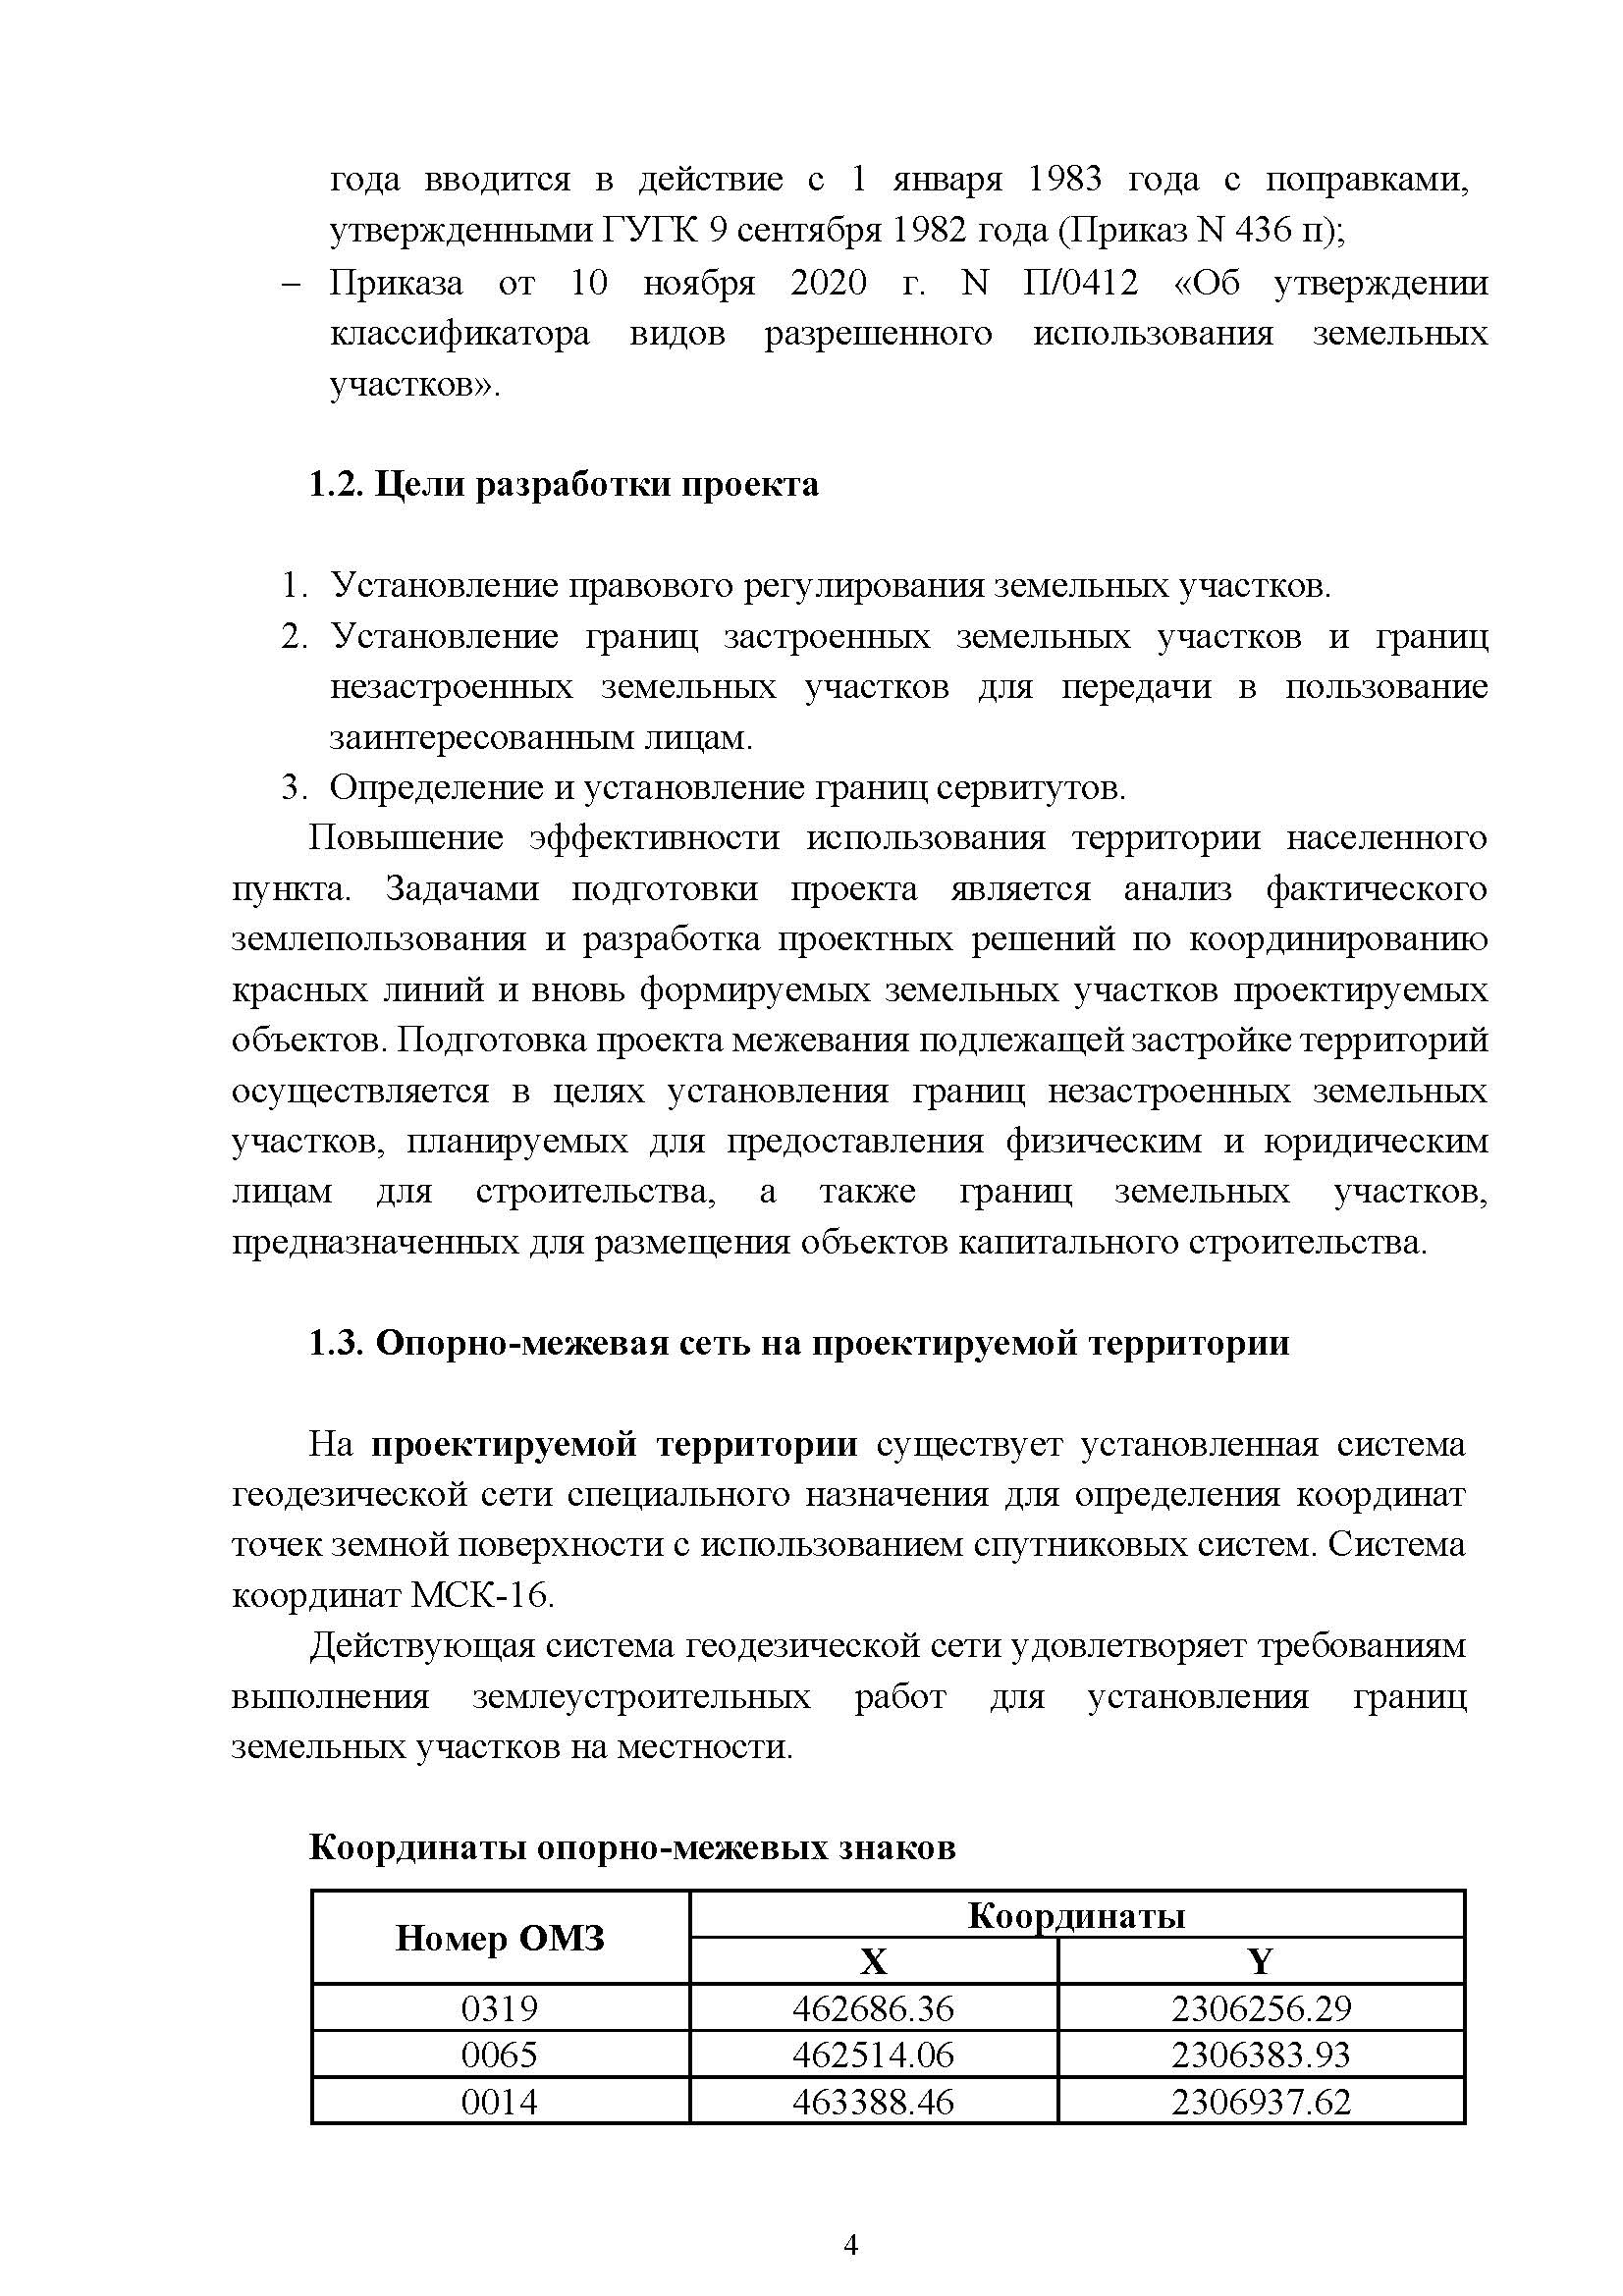 года вводится в действие с 1 января 1983 года с поправками,
утвержденными ГУГК 9 сентября 1982 года (Приказ N 436 п);
– Приказа от 10 ноября 2020 г. N П/0412 «Об утверждении
классификатора видов разрешенного использования земельных
участков».
1.2. Цели разработки проекта
1. Установление правового регулирования земельных участков.
2. Установление границ застроенных земельных участков и границ
незастроенных земельных участков для передачи в пользование
заинтересованным лицам.
3. Определение и установление границ сервитутов.
Повышение эффективности использования территории населенного
пункта. Задачами подготовки проекта является анализ фактического
землепользования и разработка проектных решений по координированию
красных линий и вновь формируемых земельных участков проектируемых
объектов. Подготовка проекта межевания подлежащей застройке территорий
осуществляется в целях установления границ незастроенных земельных
участков, планируемых для предоставления физическим и юридическим
лицам для строительства, а также границ земельных участков,
предназначенных для размещения объектов капитального строительства.
1.3. Опорно-межевая сеть на проектируемой территории
На проектируемой территории существует установленная система
геодезической сети специального назначения для определения координат
точек земной поверхности с использованием спутниковых систем. Система
координат МСК-16.
Действующая система геодезической сети удовлетворяет требованиям
выполнения землеустроительных работ для установления границ
земельных участков на местности.
Координаты опорно-межевых знаков
Номер ОМЗ Координаты
X Y
0319 462686.36 2306256.29
0065 462514.06 2306383.93
0014 463388.46 2306937.62
4